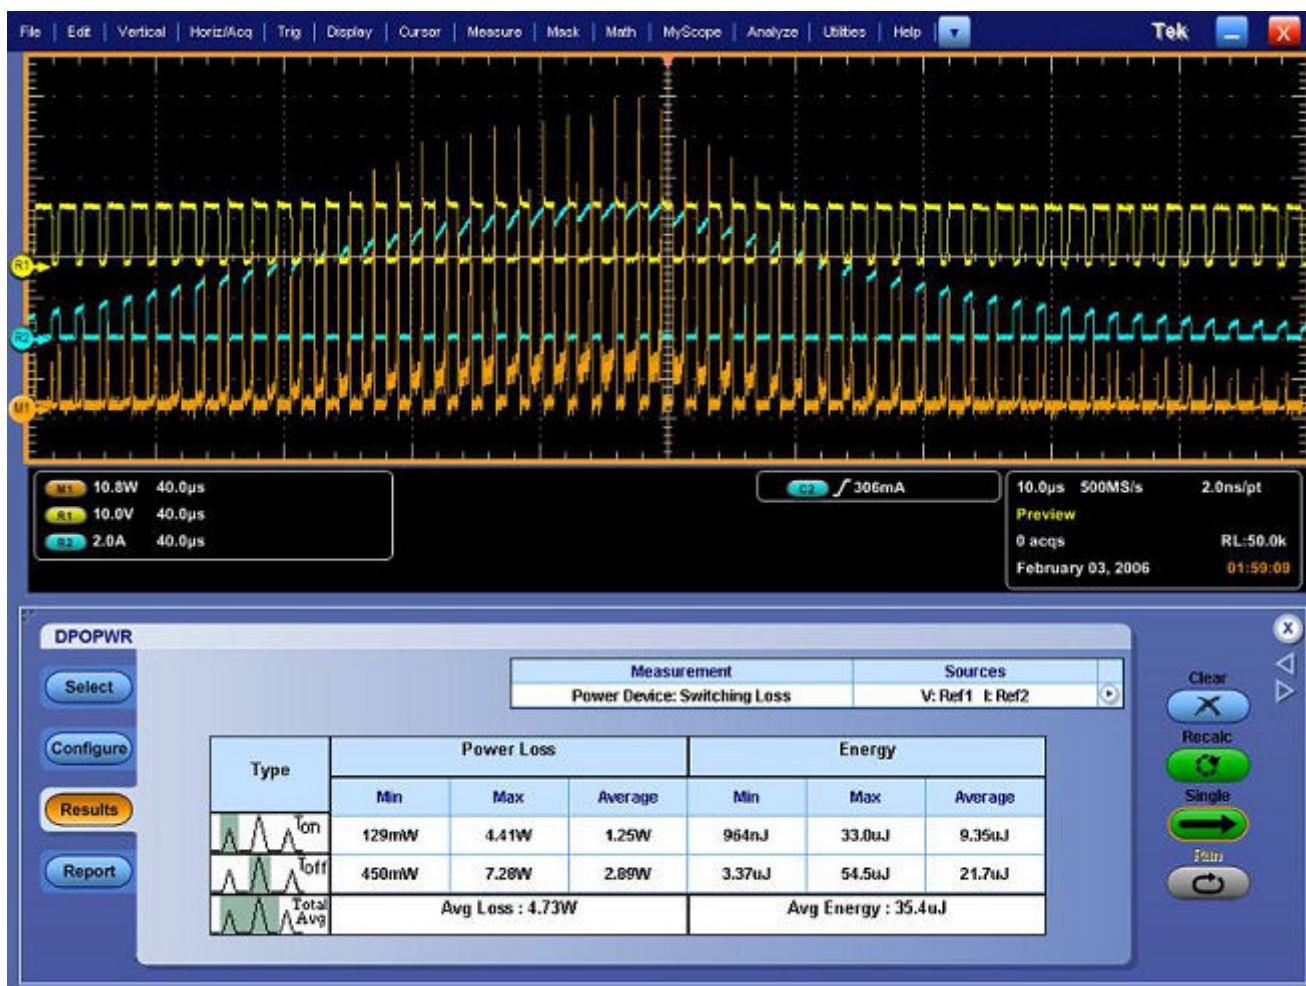 File Edit Vertical Horiz/Acq Trig Display Cursor Measure Mask Math MyScope Analyze Utilities Help Tek X
R1
R2
M1
M1 10.8W 40.0µs
R1 10.0V 40.0µs
R2 2.0A 40.0µs
C2 306mA
10.0µs 500MS/s 2.0ns/pt
Preview
0 acqs RL:50.0k
February 03, 2006 01:59:09
DPOPWR
X
Select
Configure
Results
Report
Measurement Sources
Power Device: Switching Loss V: Ref1 I: Ref2
Type Power Loss Energy
Min Max Average Min Max Average
Ton 129mW 4.41W 1.25W 964nJ 33.0uJ 9.35uJ
Toff 450mW 7.28W 2.89W 3.37uJ 54.5uJ 21.7uJ
Total Avg Avg Loss : 4.73W Avg Energy : 35.4uJ
Clear
Recalc
Single
Run